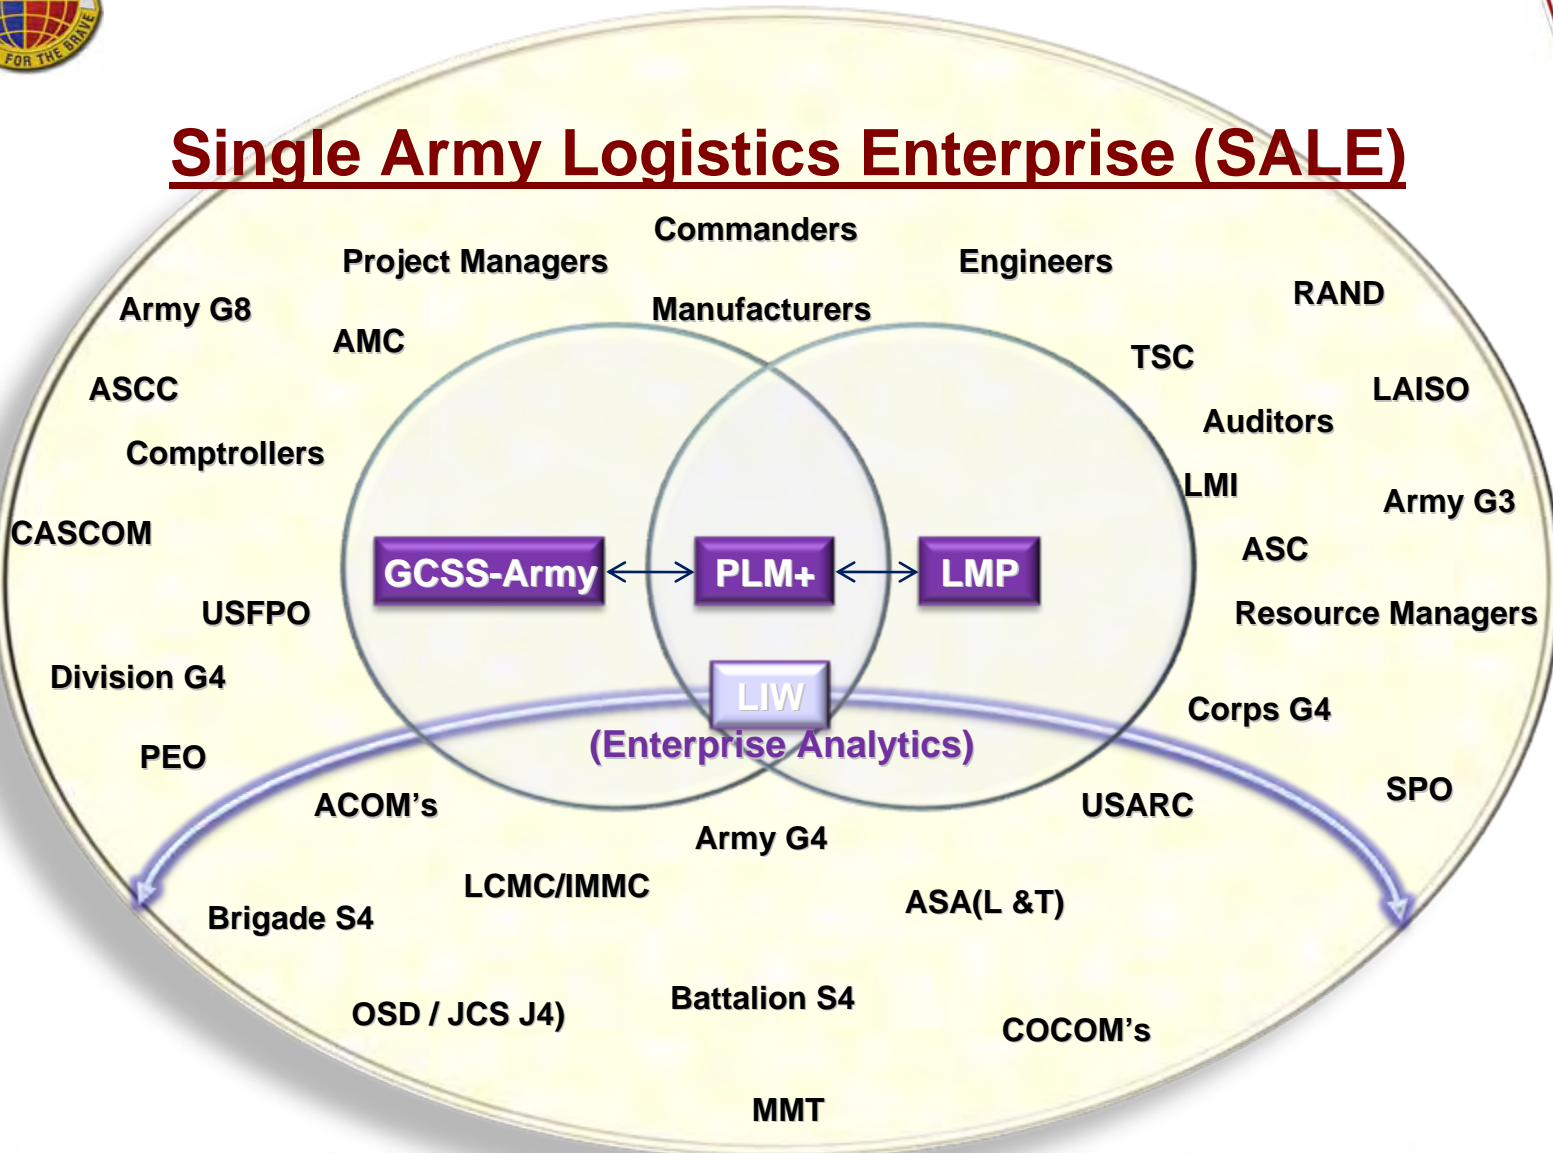 FOR THE BRAVE
Single Army Logistics Enterprise (SALE)
Commanders
Project Managers
Engineers
RAND
Army G8
Manufacturers
AMC
TSC
ASCC
LAISO
Auditors
Comptrollers
LMI
Army G3
CASCOM
ASC
GCSS-Army
PLM+
LMP
USFPO
Resource Managers
Division G4
LIW
Corps G4
(Enterprise Analytics)
PEO
SPO
ACOM’s
USARC
Army G4
LCMC/IMMC
ASA(L &T)
Brigade S4
Battalion S4
OSD / JCS J4)
COCOM’s
MMT